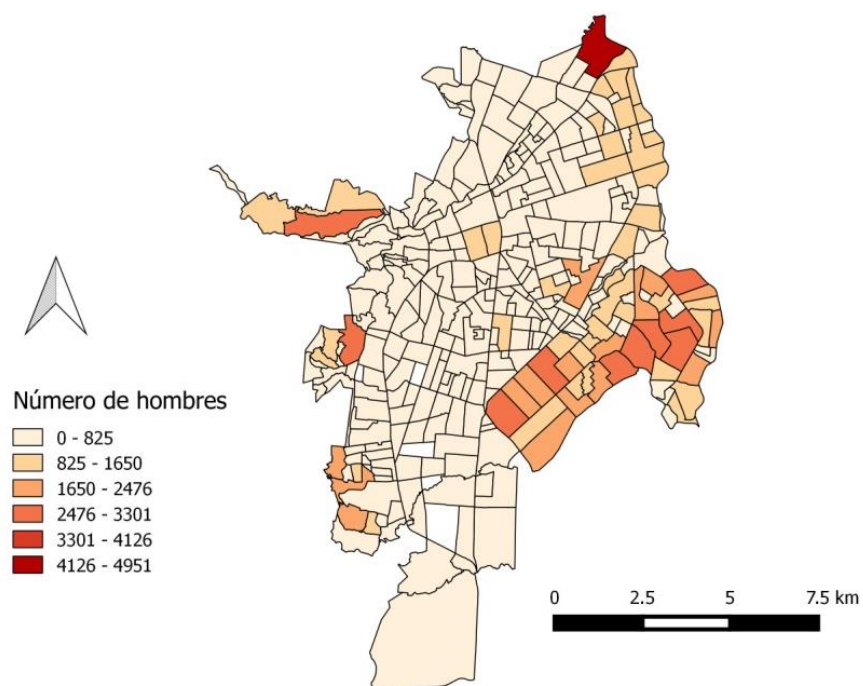 Número de hombres
0 - 825
825 - 1650
1650 - 2476
2476 - 3301
3301 - 4126
4126 - 4951
0 2.5 5 7.5 km